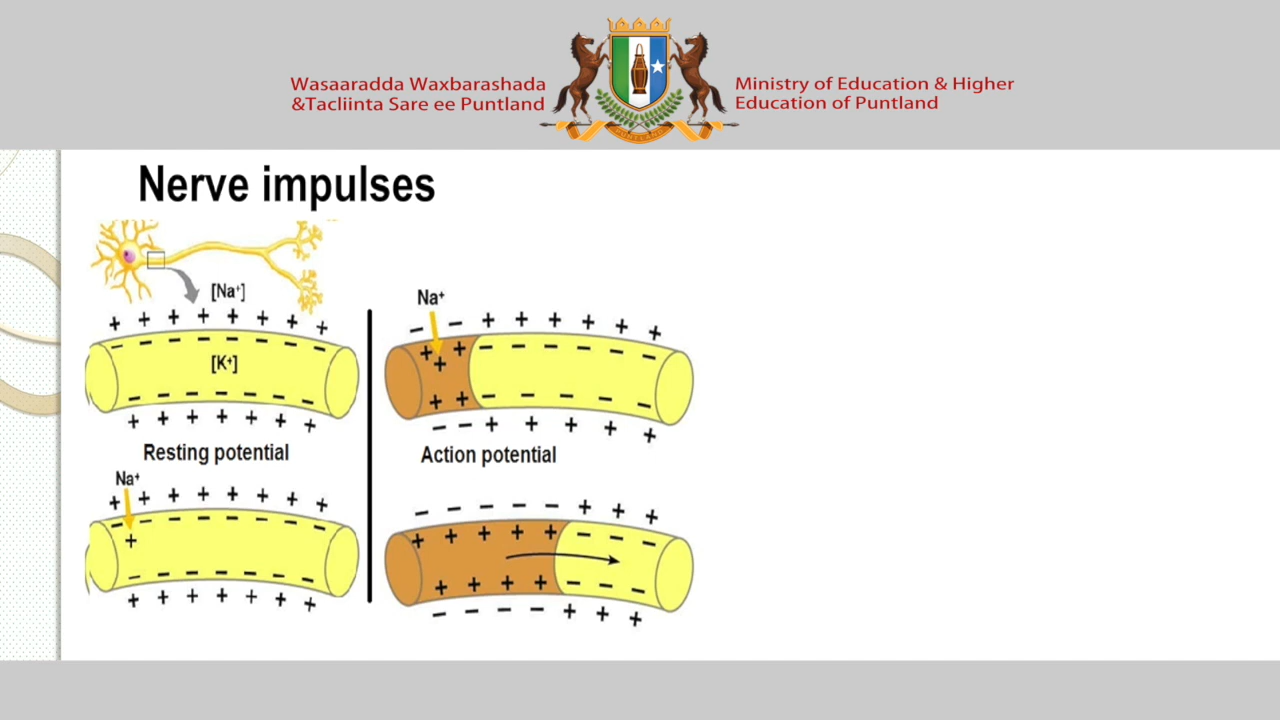 Wasaaradda Waxbarashada
&Tacliinta Sare ee Puntland
Ministry of Education & Higher
Education of Puntland
Nerve impulses
[Na⁺]
[K⁺]
Resting potential
Na⁺
Na⁺
Action potential